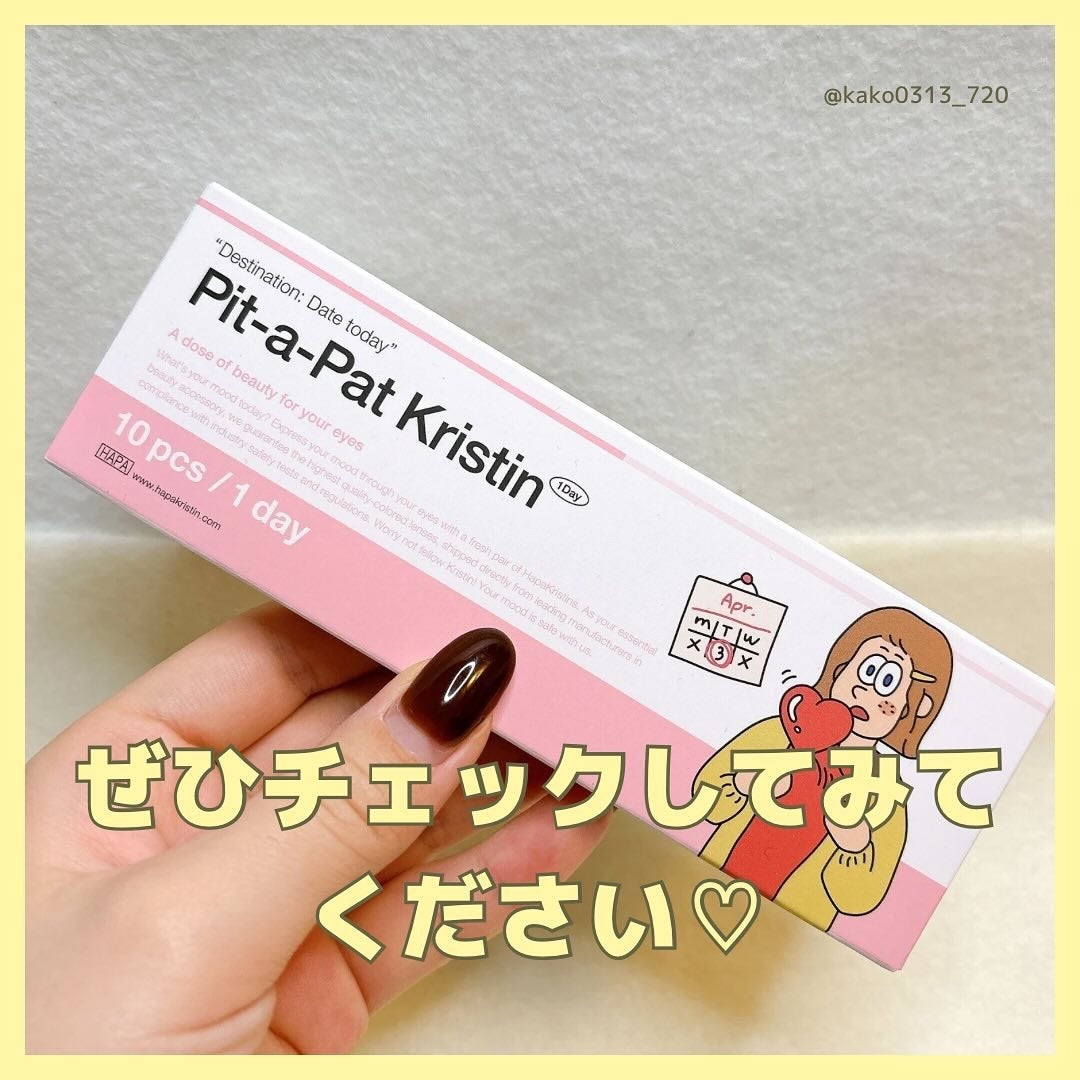 @kako0313_720
“Destination: Date today”
Pit-a-Pat Kristin 1Day
A dose of beauty for your eyes
What's your mood today? Express your mood through your eyes with a fresh pair of HapaKristins. As your essential
beauty accessory, we guarantee the highest quality-colored lenses, shipped directly from leading manufacturers in
compliance with industry safety tests and regulations. Worry not fellow Kristin! Your mood is safe with us.
10 pcs / 1 day
HAPA www.hapakristin.com
Apr.
m T w
x 3 x
ぜひチェックしてみて
ください♡